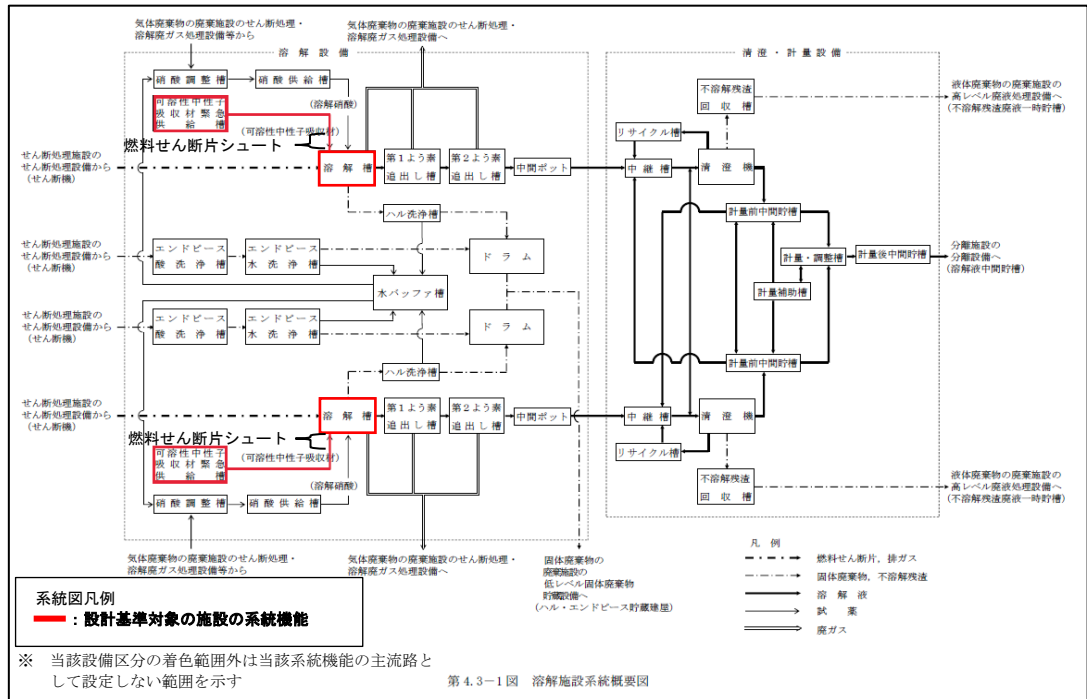 気体廃棄物の廃棄施設のせん断処理・
溶解廃ガス処理設備等から
気体廃棄物の廃棄施設のせん断処理・
溶解廃ガス処理設備へ
溶解設備
清澄・計量設備
硝酸調整槽
硝酸供給槽
(溶解硝酸)
可溶性中性子
吸収材緊急
供給槽
(可溶性中性子吸収材)
燃料せん断片シュート
せん断処理施設の
せん断処理設備から
(せん断機)
溶解槽
第1よう素
追出し槽
第2よう素
追出し槽
中間ポット
ハル洗浄槽
不溶解残渣
回収槽
液体廃棄物の廃棄施設の
高レベル廃液処理設備へ
(不溶解残渣廃液一時貯槽)
リサイクル槽
中継槽
清澄機
計量前中間貯槽
せん断処理施設の
せん断処理設備から
(せん断機)
エンドピース
酸洗浄槽
エンドピース
水洗浄槽
ドラム
水バッファ槽
計量・調整槽
計量後中間貯槽
計量補助槽
分離施設の
分離設備へ
(溶解液中間貯槽)
せん断処理施設の
せん断処理設備から
(せん断機)
エンドピース
酸洗浄槽
エンドピース
水洗浄槽
ドラム
ハル洗浄槽
計量前中間貯槽
せん断処理施設の
せん断処理設備から
(せん断機)
溶解槽
第1よう素
追出し槽
第2よう素
追出し槽
中間ポット
中継槽
清澄機
リサイクル槽
燃料せん断片シュート
可溶性中性子
吸収材緊急
供給槽
(可溶性中性子吸収材)
(溶解硝酸)
硝酸調整槽
硝酸供給槽
不溶解残渣
回収槽
液体廃棄物の廃棄施設の
高レベル廃液処理設備へ
(不溶解残渣廃液一時貯槽)
気体廃棄物の廃棄施設のせん断処理・
溶解廃ガス処理設備等から
気体廃棄物の廃棄施設のせん断処理・
溶解廃ガス処理設備へ
固体廃棄物の
廃棄施設の
低レベル固体廃棄物
貯蔵設備へ
(ハル・エンドピース貯蔵建屋)
凡例
燃料せん断片，排ガス
固体廃棄物，不溶解残渣
溶解液
試薬
廃ガス
系統図凡例
：設計基準対象の施設の系統機能
※ 当該設備区分の着色範囲外は当該系統機能の主流路と
して設定しない範囲を示す
第4.3－1図 溶解施設系統概要図